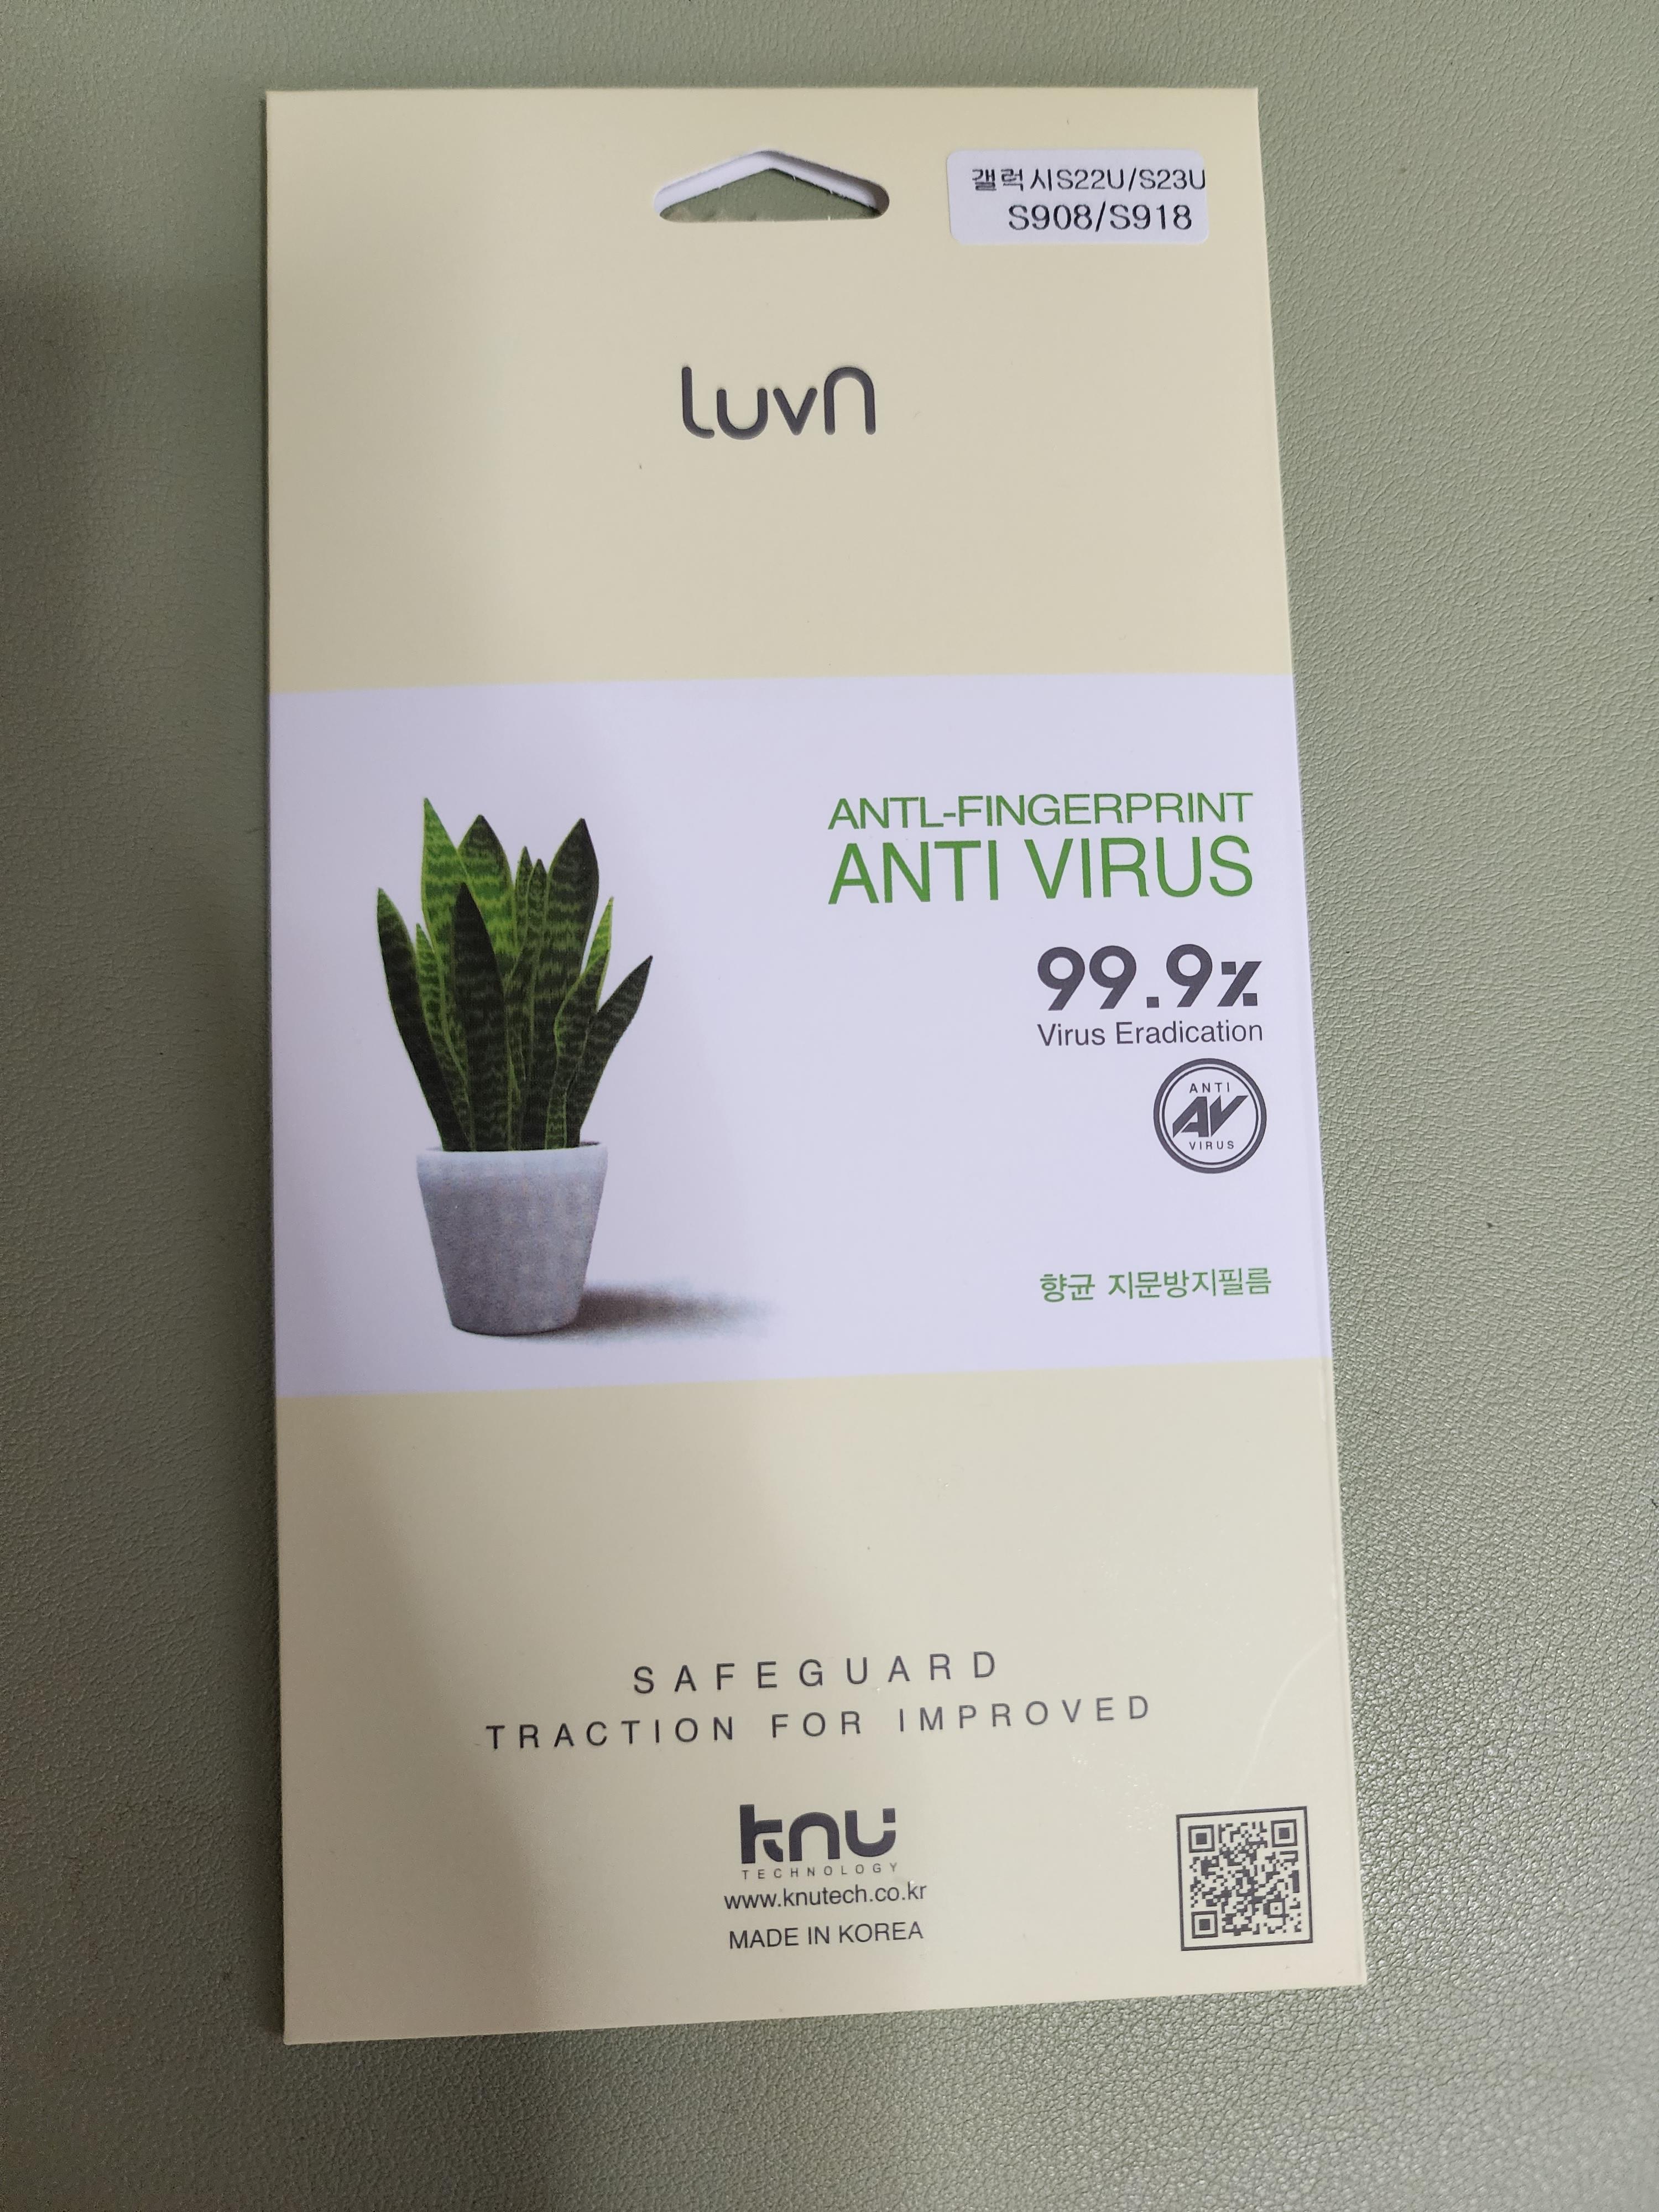 갤럭시S22U/S23U
S908/S918
Luvn
ANTL-FINGERPRINT
ANTI VIRUS
99.9%
Virus Eradication
ANTI
AV
VIRUS
향균 지문방지필름
SAFEGUARD
TRACTION FOR IMPROVED
knu
TECHNOLOGY
www.knutech.co.kr
MADE IN KOREA